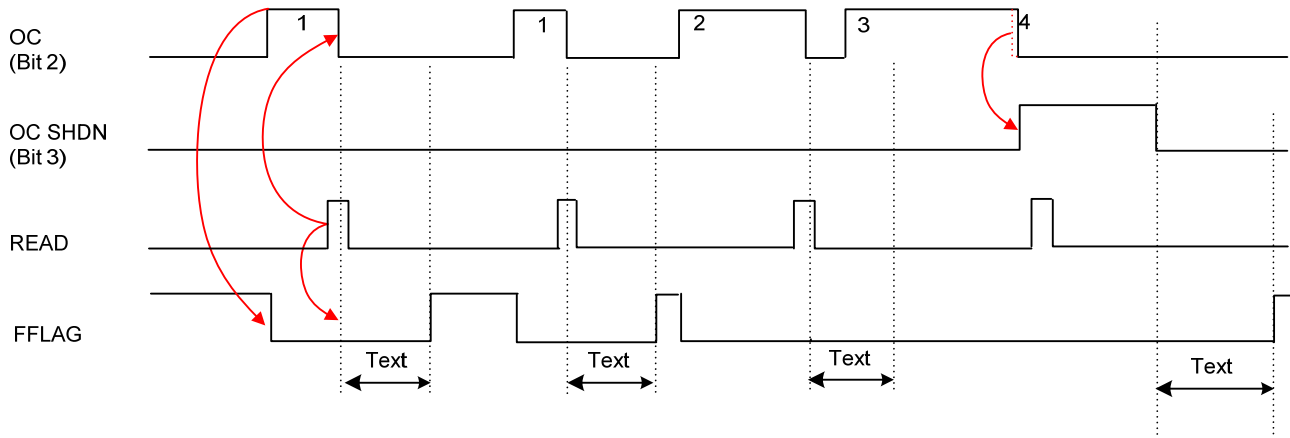 OC
(Bit 2)
1
1
2
3
4
OC SHDN
(Bit 3)
READ
FFLAG
Text
Text
Text
Text